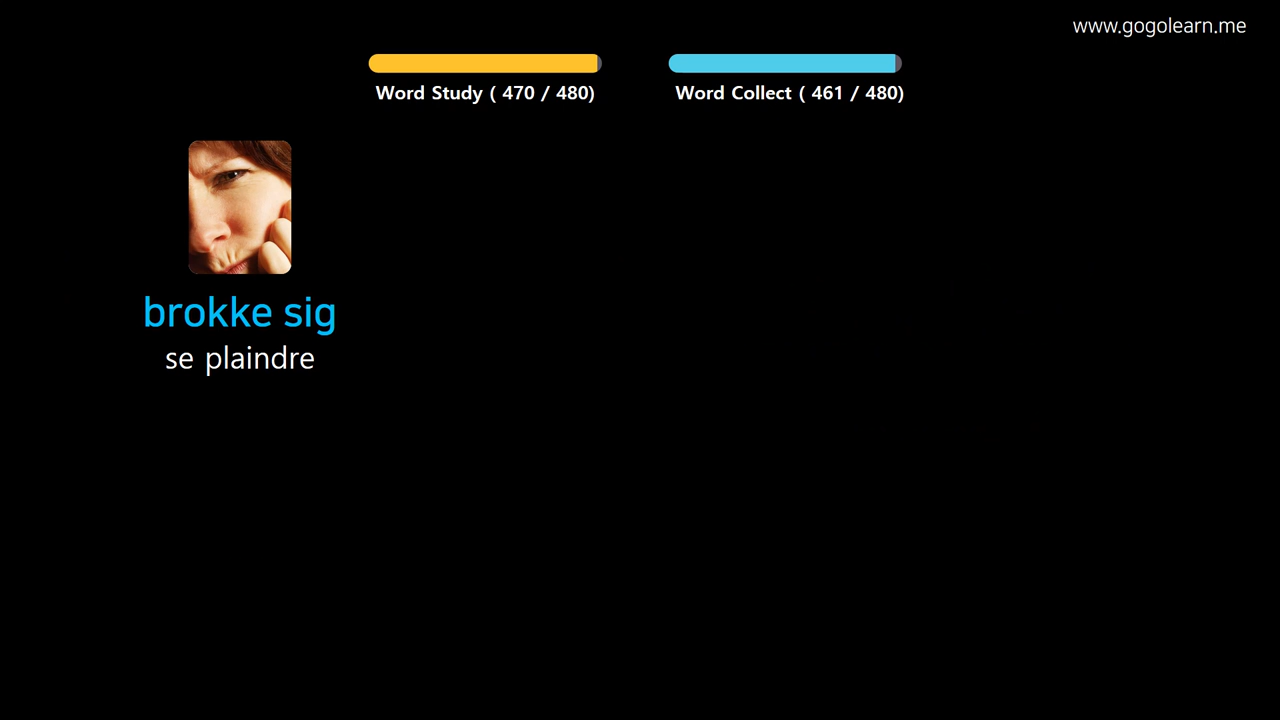 www.gogolearn.me
Word Study ( 470 / 480)
Word Collect ( 461 / 480)
brokke sig
se plaindre